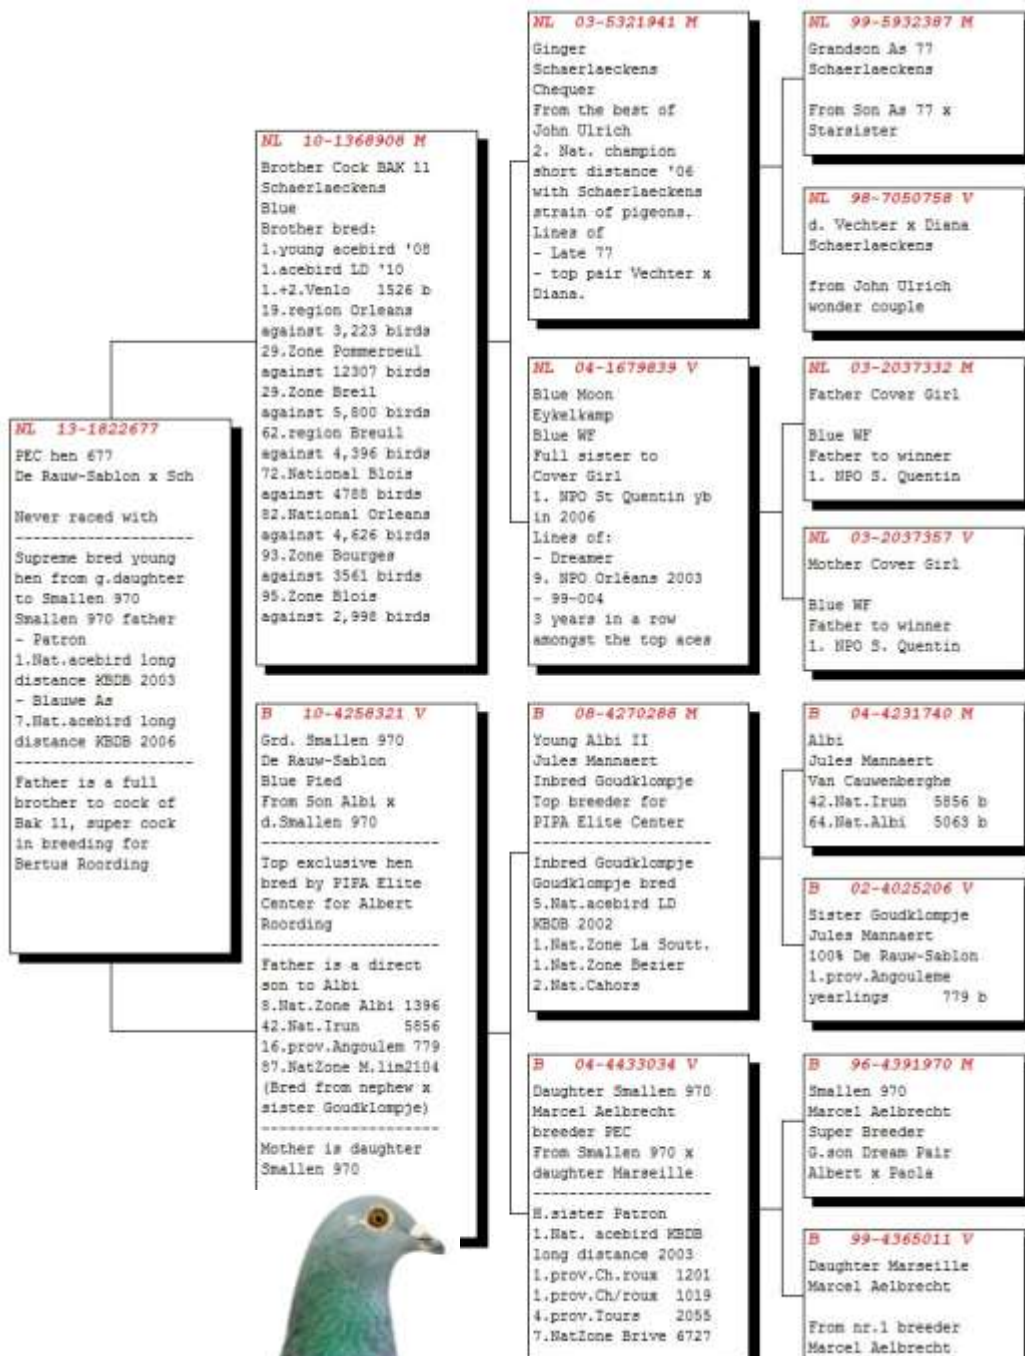 NL 13-1822677
PEC hen 677
De Rauw-Sablon x Sch
Never raced with
--------------------
Supreme bred young
hen from g.daughter
to Smallen 970
Smallen 970 father
- Patron
1.Nat.acebird long
distance KBDB 2003
- Blauwe As
7.Nat.acebird long
distance KBDB 2006
--------------------
Father is a full
brother to cock of
Bak 11, super cock
in breeding for
Bertus Roording
NL 10-1368908 M
Brother Cock BAK 11
Schaerlaeckens
Blue
Brother bred:
1.young acebird '08
1.acebird LD '10
1.+2.Venlo 1526 b
19.region Orleans
against 3,223 birds
29.Zone Pommeroeul
against 12307 birds
29.Zone Breil
against 5,800 birds
62.region Breuil
against 4,396 birds
72.National Blois
against 4788 birds
82.National Orleans
against 4,626 birds
93.Zone Bourges
against 3561 birds
95.Zone Blois
against 2,998 birds
B 10-4258321 V
Grd. Smallen 970
De Rauw-Sablon
Blue Pied
From Son Albi x
d.Smallen 970
--------------------
Top exclusive hen
bred by PIPA Elite
Center for Albert
Roording
--------------------
Father is a direct
son to Albi
8.Nat.Zone Albi 1396
42.Nat.Irun 5856
16.prov.Angoulem 779
87.NatZone M.lim2104
(Bred from nephew x
sister Goudklompje)
--------------------
Mother is daughter
Smallen 970
NL 03-5321941 M
Ginger
Schaerlaeckens
Chequer
From the best of
John Ulrich
2. Nat. champion
short distance '06
with Schaerlaeckens
strain of pigeons.
Lines of
- Late 77
- top pair Vechter x
Diana.
NL 04-1679839 V
Blue Moon
Eykelkamp
Blue WF
Full sister to
Cover Girl
1. NPO St Quentin yb
in 2006
Lines of:
- Dreamer
9. NPO Orléans 2003
- 99-004
3 years in a row
amongst the top aces
B 08-4270288 M
Young Albi II
Jules Mannaert
Inbred Goudklompje
Top breeder for
PIPA Elite Center
--------------------
Inbred Goudklompje
Goudklompje bred
5.Nat.acebird LD
KBDB 2002
1.Nat.Zone La Soutt.
1.Nat.Zone Bezier
2.Nat.Cahors
B 04-4433034 V
Daughter Smallen 970
Marcel Aelbrecht
breeder PEC
From Smallen 970 x
daughter Marseille
--------------------
H.sister Patron
1.Nat. acebird KBDB
long distance 2003
1.prov.Ch.roux 1201
1.prov.Ch/roux 1019
4.prov.Tours 2055
7.NatZone Brive 6727
NL 99-5932387 M
Grandson As 77
Schaerlaeckens
From Son As 77 x
Starsister
NL 98-7050758 V
d. Vechter x Diana
Schaerlaeckens
from John Ulrich
wonder couple
NL 03-2037332 M
Father Cover Girl
Blue WF
Father to winner
1. NPO S. Quentin
NL 03-2037357 V
Mother Cover Girl
Blue WF
Father to winner
1. NPO S. Quentin
B 04-4231740 M
Albi
Jules Mannaert
Van Cauwenberghe
42.Nat.Irun 5856 b
64.Nat.Albi 5063 b
B 02-4025206 V
Sister Goudklompje
Jules Mannaert
100% De Rauw-Sablon
1.prov.Angouleme
yearlings 779 b
B 96-4391970 M
Smallen 970
Marcel Aelbrecht
Super Breeder
G.son Dream Pair
Albert x Paola
B 99-4365011 V
Daughter Marseille
Marcel Aelbrecht
From nr.1 breeder
Marcel Aelbrecht